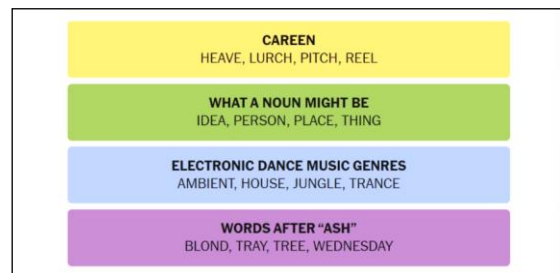 CAREEN
HEAVE, LURCH, PITCH, REEL
WHAT A NOUN MIGHT BE
IDEA, PERSON, PLACE, THING
ELECTRONIC DANCE MUSIC GENRES
AMBIENT, HOUSE, JUNGLE, TRANCE
WORDS AFTER “ASH”
BLOND, TRAY, TREE, WEDNESDAY